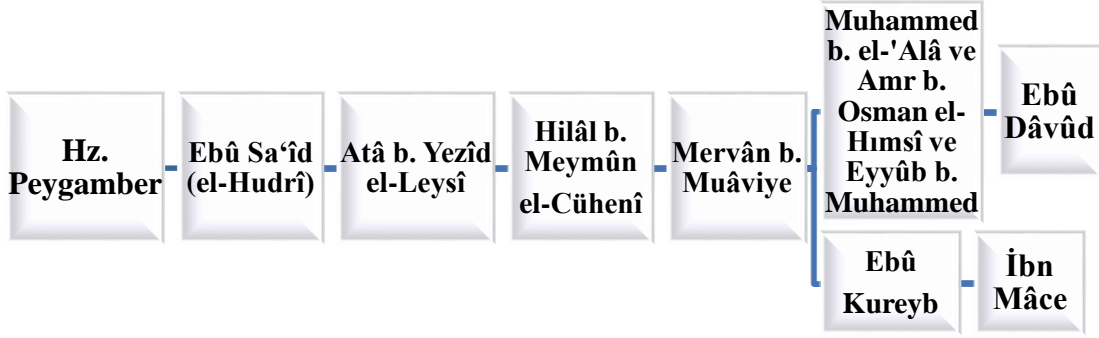 Hz.
Peygamber
Ebû Sa‘îd
(el-Hudrî)
Atâ b. Yezîd
el-Leysî
Hilâl b.
Meymûn
el-Cühenî
Mervân b.
Muâviye
Muhammed
b. el-'Alâ ve
Amr b.
Osman el-
Hımsî ve
Eyyûb b.
Muhammed
Ebû
Dâvûd
Ebû
Kureyb
İbn
Mâce